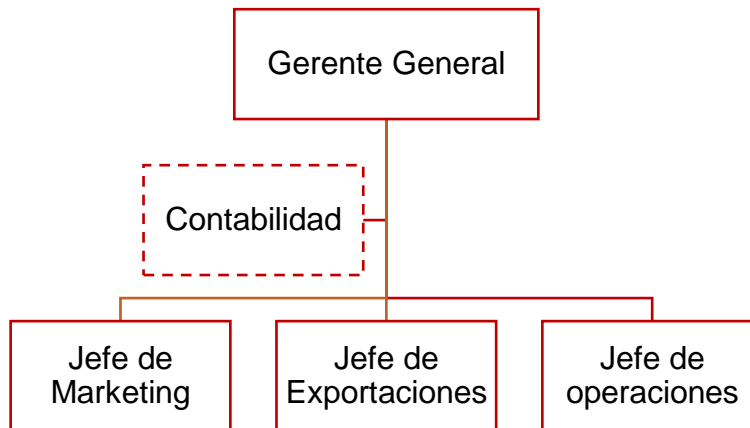 Gerente General
Contabilidad
Jefe de
Marketing
Jefe de
Exportaciones
Jefe de
operaciones